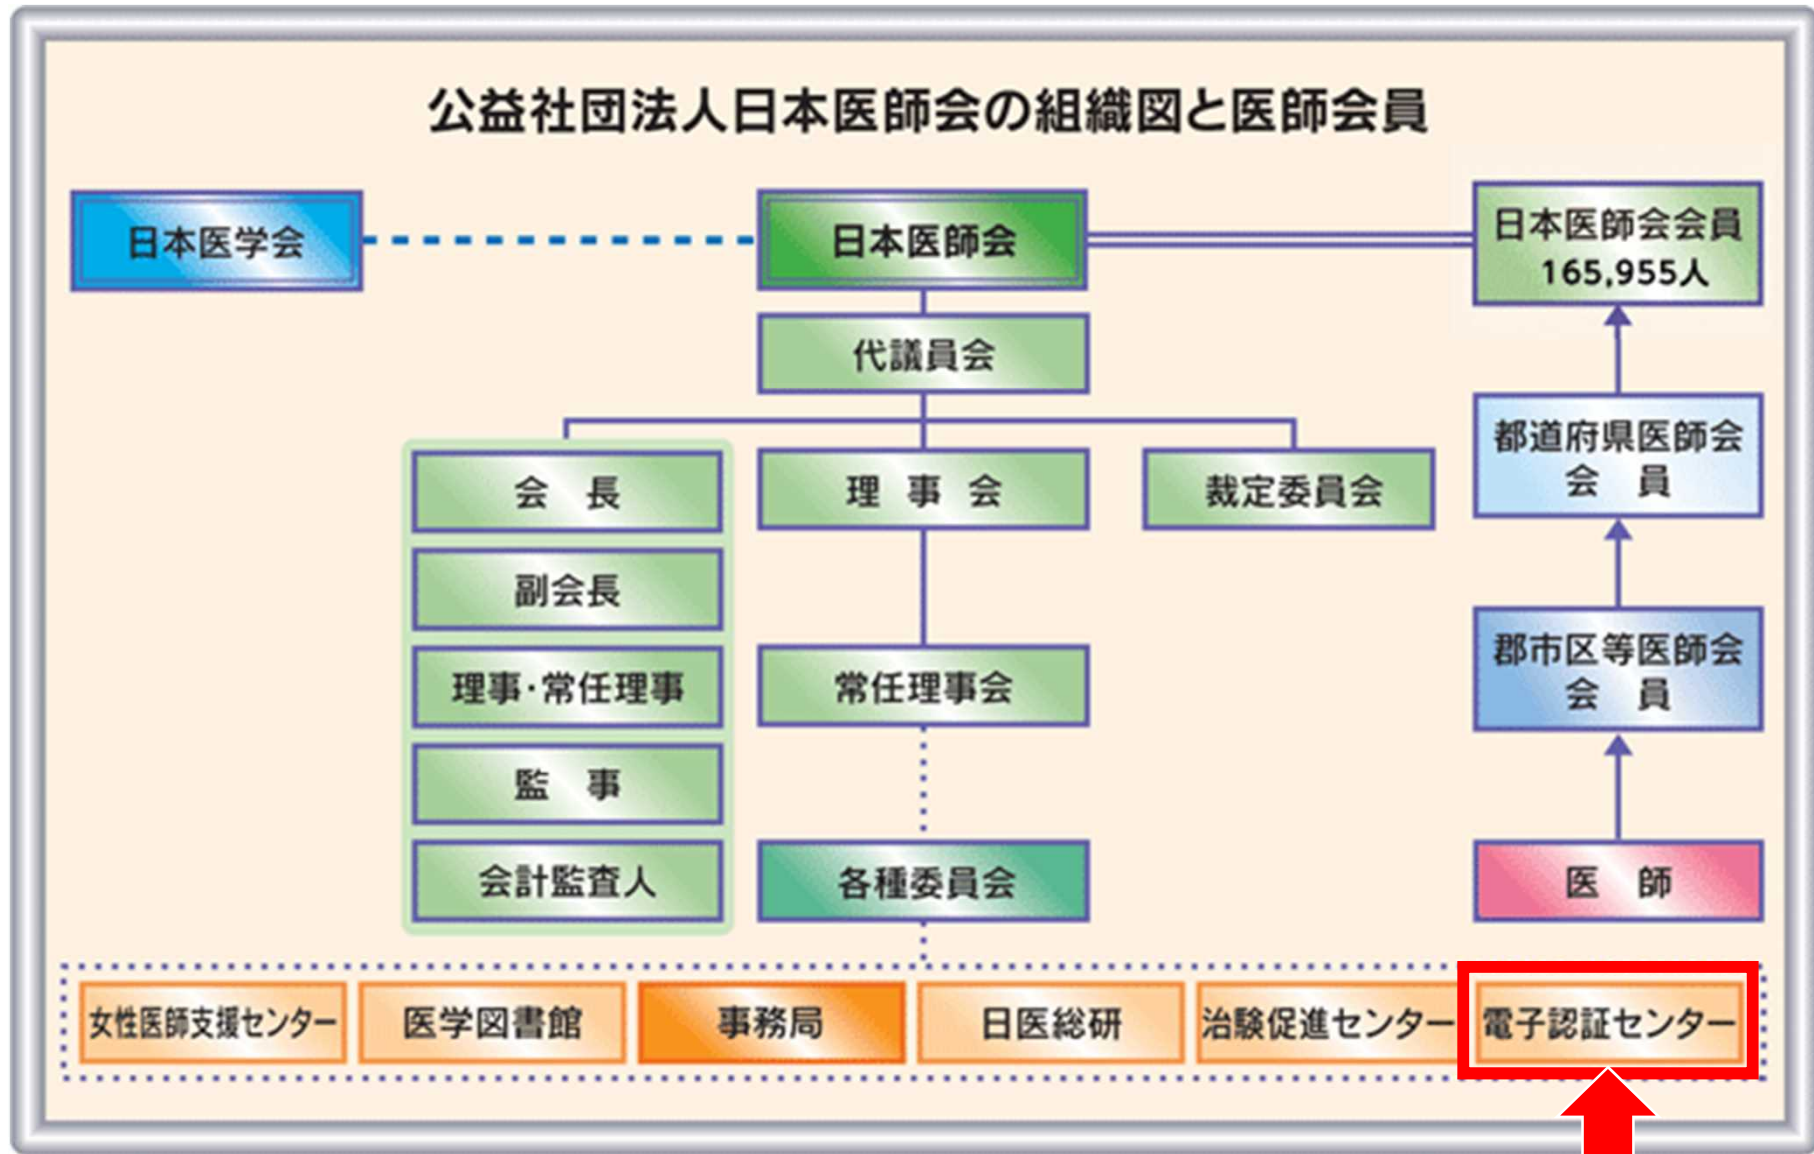 公益社団法人日本医師会の組織図と医師会員
日本医学会
日本医師会
日本医師会会員
165,955人
代議員会
会　長
副会長
理事・常任理事
監　事
会計監査人
理　事　会
常任理事会
各種委員会
裁定委員会
都道府県医師会
会　員
郡市区等医師会
会　員
医　師
女性医師支援センター
医学図書館
事務局
日医総研
治験促進センター
電子認証センター